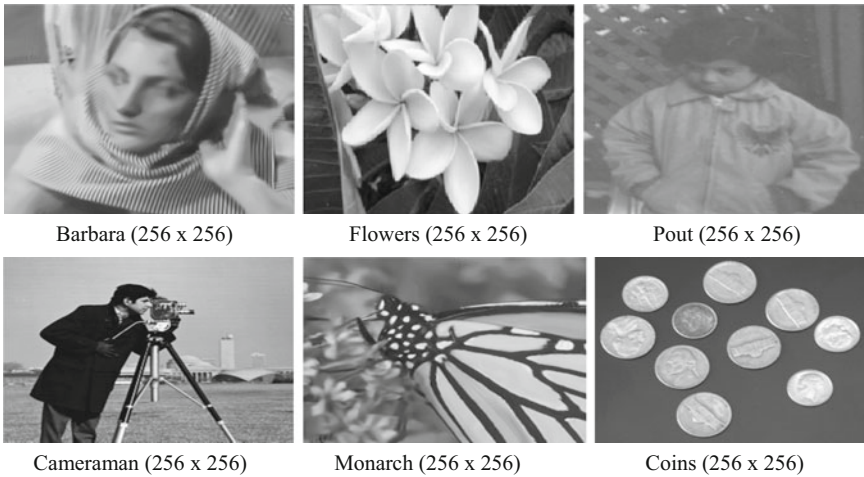 Barbara (256 x 256)
Flowers (256 x 256)
Pout (256 x 256)
Cameraman (256 x 256)
Monarch (256 x 256)
Coins (256 x 256)